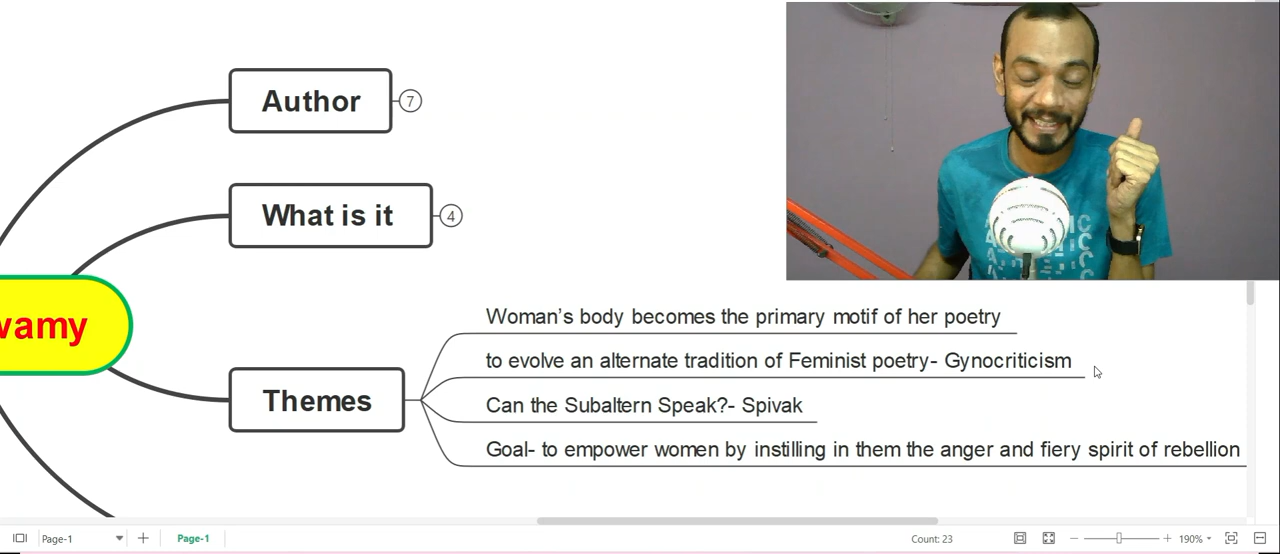 Author
7
What is it
4
wamy
Themes
Woman’s body becomes the primary motif of her poetry
to evolve an alternate tradition of Feminist poetry- Gynocriticism
Can the Subaltern Speak?- Spivak
Goal- to empower women by instilling in them the anger and fiery spirit of rebellion
Page-1
Page-1
Count: 23
190%